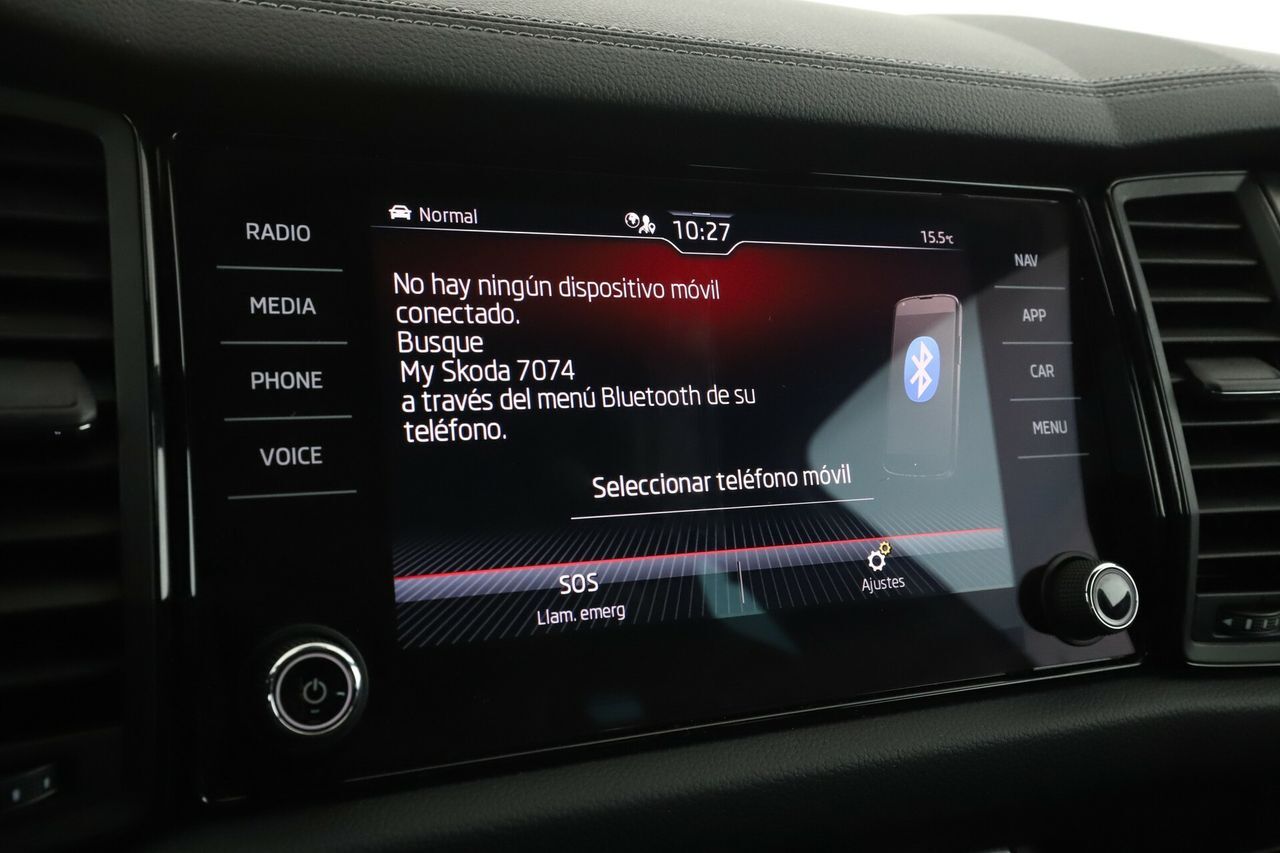 Normal
10:27
15.5°C
RADIO
MEDIA
PHONE
VOICE
No hay ningún dispositivo móvil
conectado.
Busque
My Skoda 7074
a través del menú Bluetooth de su
teléfono.
Seleccionar teléfono móvil
SOS
Llam. emerg
Ajustes
NAV
APP
CAR
MENU